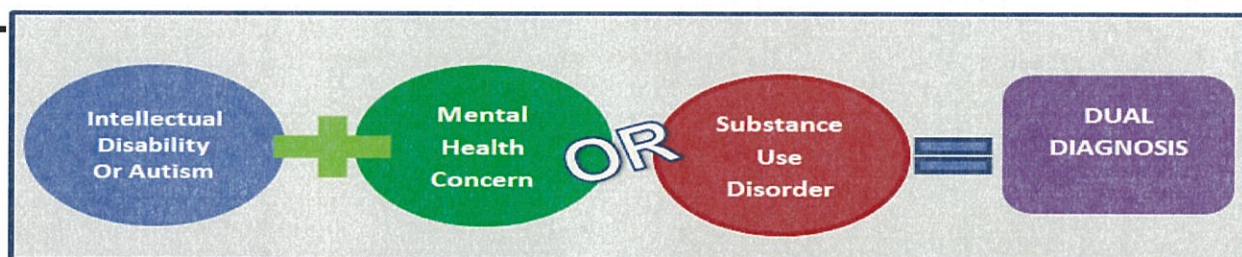 Intellectual
Disability
Or Autism
Mental
Health
Concern
OR
Substance
Use
Disorder
DUAL
DIAGNOSIS